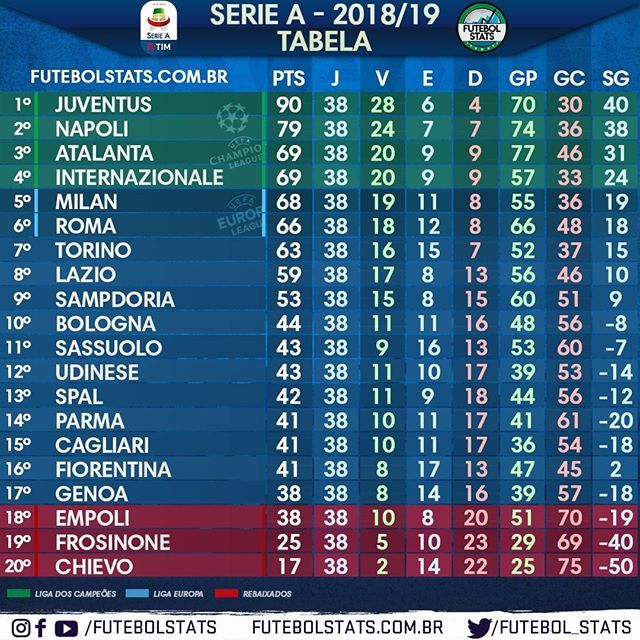 SERIE A - 2018/19
TABELA
SERIE A
TIM
FUTEBOL
STATS
FUTEBOLSTATS.COM.BR PTS J V E D GP GC SG
1º JUVENTUS 90 38 28 6 4 70 30 40
2º NAPOLI 79 38 24 7 7 74 36 38
3º ATALANTA 69 38 20 9 9 77 46 31
4º INTERNAZIONALE 69 38 20 9 9 57 33 24
UEFA
CHAMPIONS
LEAGUE
5º MILAN 68 38 19 11 8 55 36 19
6º ROMA 66 38 18 12 8 66 48 18
UEFA
EUROPA
LEAGUE
7º TORINO 63 38 16 15 7 52 37 15
8º LAZIO 59 38 17 8 13 56 46 10
9º SAMPDORIA 53 38 15 8 15 60 51 9
10º BOLOGNA 44 38 11 11 16 48 56 -8
11º SASSUOLO 43 38 9 16 13 53 60 -7
12º UDINESE 43 38 11 10 17 39 53 -14
13º SPAL 42 38 11 9 18 44 56 -12
14º PARMA 41 38 10 11 17 41 61 -20
15º CAGLIARI 41 38 10 11 17 36 54 -18
16º FIORENTINA 41 38 8 17 13 47 45 2
17º GENOA 38 38 8 14 16 39 57 -18
18º EMPOLI 38 38 10 8 20 51 70 -19
19º FROSINONE 25 38 5 10 23 29 69 -40
20º CHIEVO 17 38 2 14 22 25 75 -50
LIGA DOS CAMPEÕES LIGA EUROPA REBAIXADOS
/FUTEBOLSTATS FUTEBOLSTATS.COM.BR /FUTEBOLSTATS